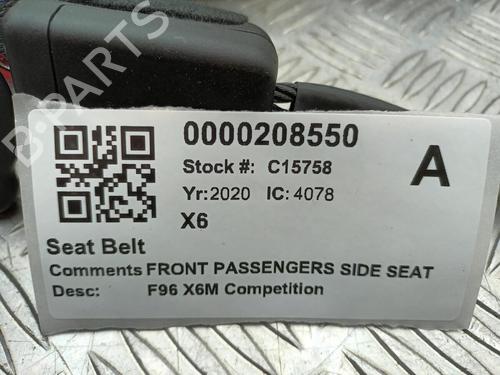 0000208550
Stock #: C15758
A
Yr: 2020 IC: 4078
X6
Seat Belt
Comments FRONT PASSENGERS SIDE SEAT
Desc: F96 X6M Competition
B-PARTS